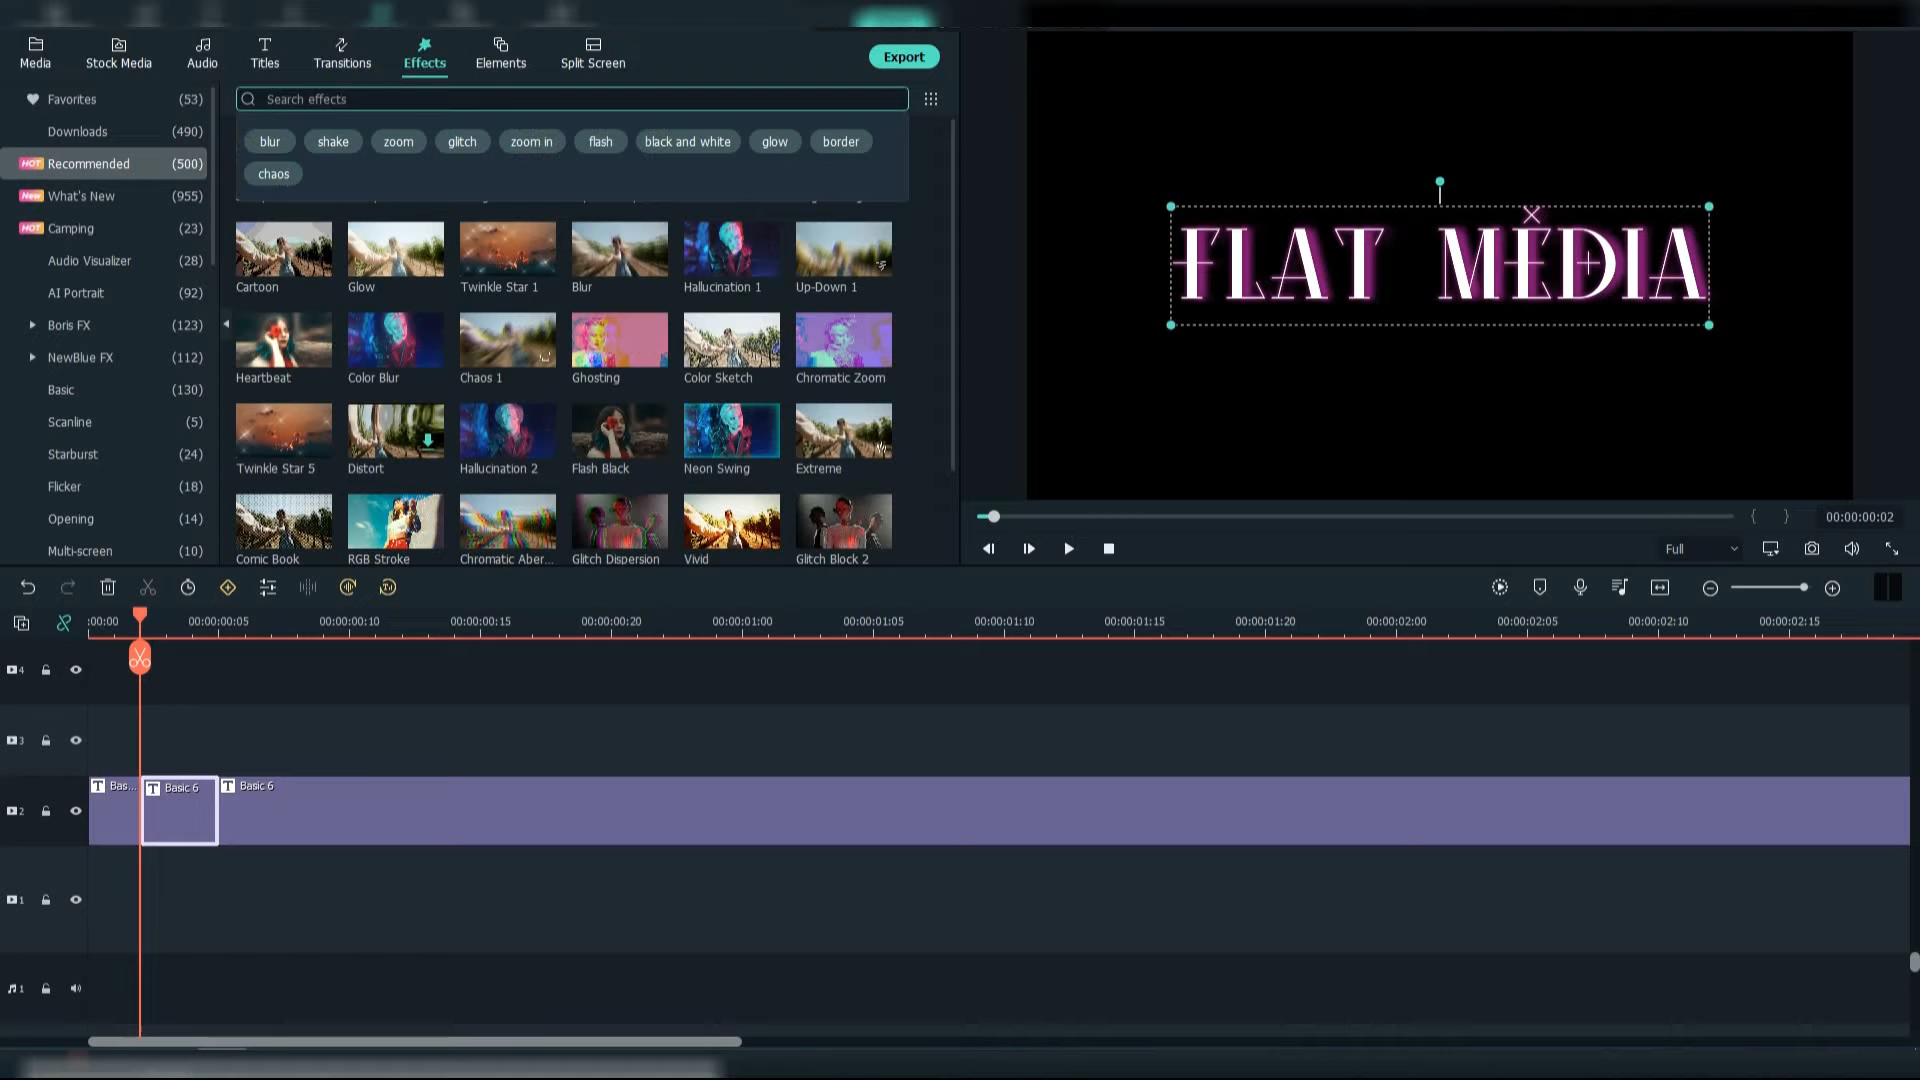 Media
Stock Media
Audio
Titles
Transitions
Effects
Elements
Split Screen
Export
Favorites (53)
Downloads (490)
HOT Recommended (500)
New What's New (955)
HOT Camping (23)
Audio Visualizer (28)
AI Portrait (92)
Boris FX (123)
NewBlue FX (112)
Basic (130)
Scanline (5)
Starburst (24)
Flicker (18)
Opening (14)
Multi-screen (10)
Search effects
blur shake zoom glitch zoom in flash black and white glow border
chaos
Cartoon Glow Twinkle Star 1 Blur Hallucination 1 Up-Down 1
Heartbeat Color Blur Chaos 1 Ghosting Color Sketch Chromatic Zoom
Twinkle Star 5 Distort Hallucination 2 Flash Black Neon Swing Extreme
Comic Book RGB Stroke Chromatic Aber... Glitch Dispersion Vivid Glitch Block 2
FLAT MEDIA
00:00:00:02
Full
:00:00 00:00:00:05 00:00:00:10 00:00:00:15 00:00:00:20 00:00:01:00 00:00:01:05 00:00:01:10 00:00:01:15 00:00:01:20 00:00:02:00 00:00:02:05 00:00:02:10 00:00:02:15
4
3
2
T Bas... T Basic 6 T Basic 6
1
1